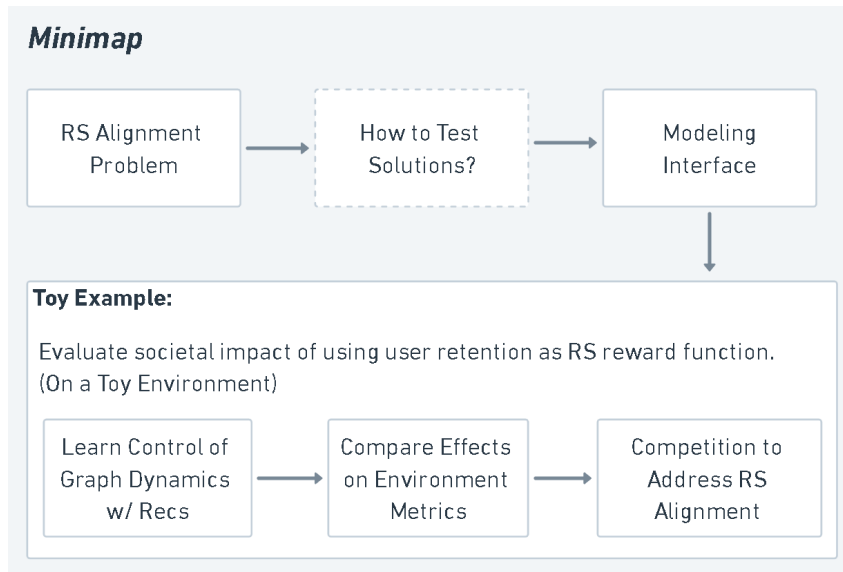 Minimap
RS Alignment
Problem
How to Test
Solutions?
Modeling
Interface
Toy Example:
Evaluate societal impact of using user retention as RS reward function.
(On a Toy Environment)
Learn Control of
Graph Dynamics
w/ Recs
Compare Effects
on Environment
Metrics
Competition to
Address RS
Alignment